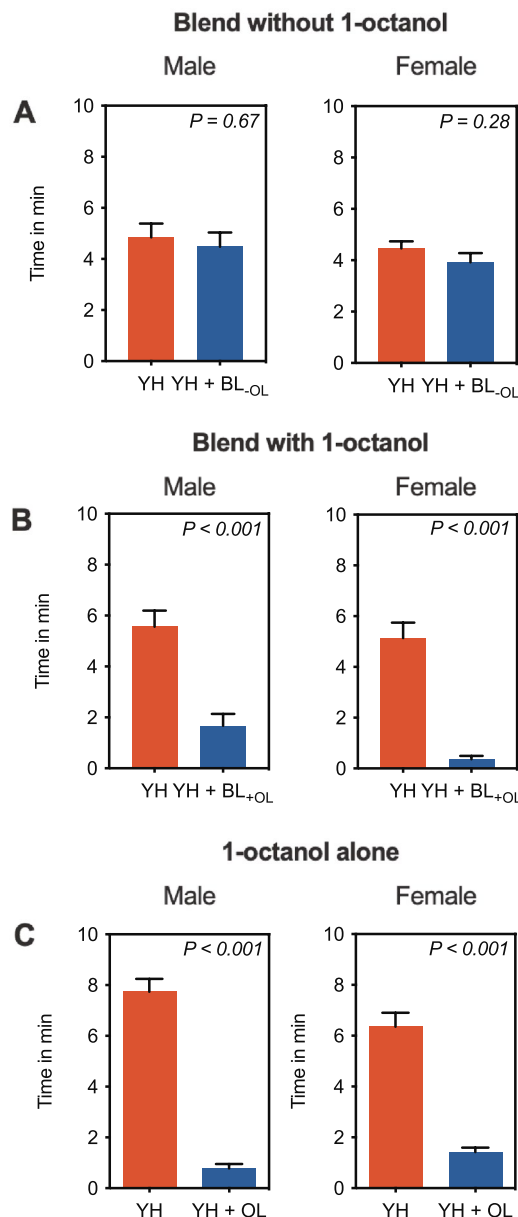 Blend without 1-octanol
Male Female
A
P = 0.67 P = 0.28
Time in min
10 8 6 4 2 0
10 8 6 4 2 0
YH YH + BL-OL YH YH + BL-OL
Blend with 1-octanol
Male Female
B
P < 0.001 P < 0.001
Time in min
10 8 6 4 2 0
10 8 6 4 2 0
YH YH + BL+OL YH YH + BL+OL
1-octanol alone
Male Female
C
P < 0.001 P < 0.001
Time in min Time in min
10 8 6 4 2 0
10 8 6 4 2 0
YH YH + OL YH YH + OL